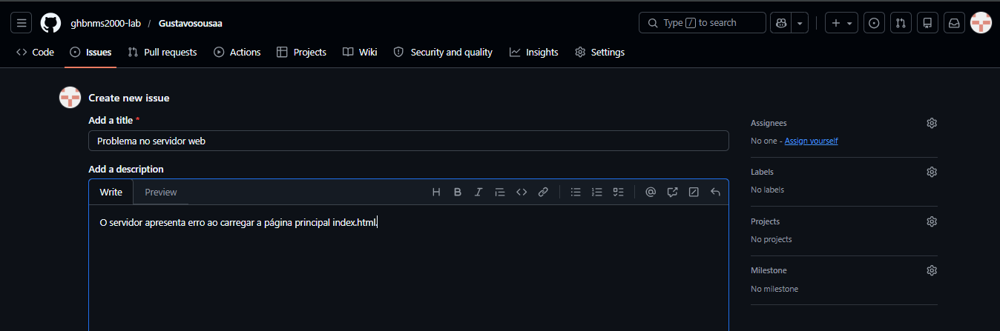 ghbnms2000-lab / Gustavosousaa
Type / to search
Code Issues Pull requests Actions Projects Wiki Security and quality Insights Settings
Create new issue
Add a title *
Problema no servidor web
Add a description
Write Preview
O servidor apresenta erro ao carregar a página principal index.html.
Assignees
No one - Assign yourself
Labels
No labels
Projects
No projects
Milestone
No milestone